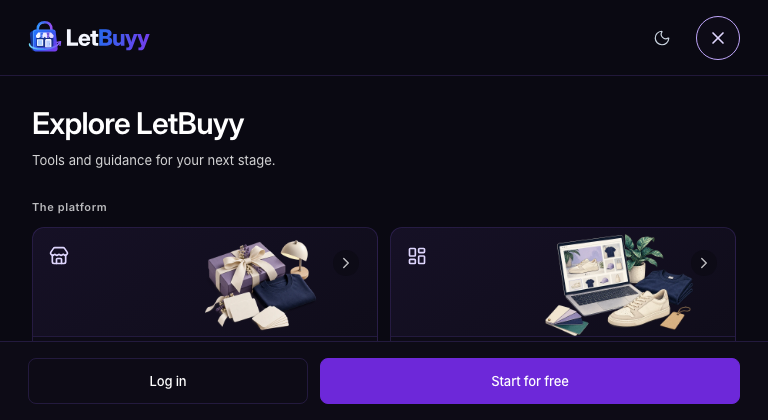 LetBuyy
Explore LetBuyy
Tools and guidance for your next stage.
The platform
Log in
Start for free